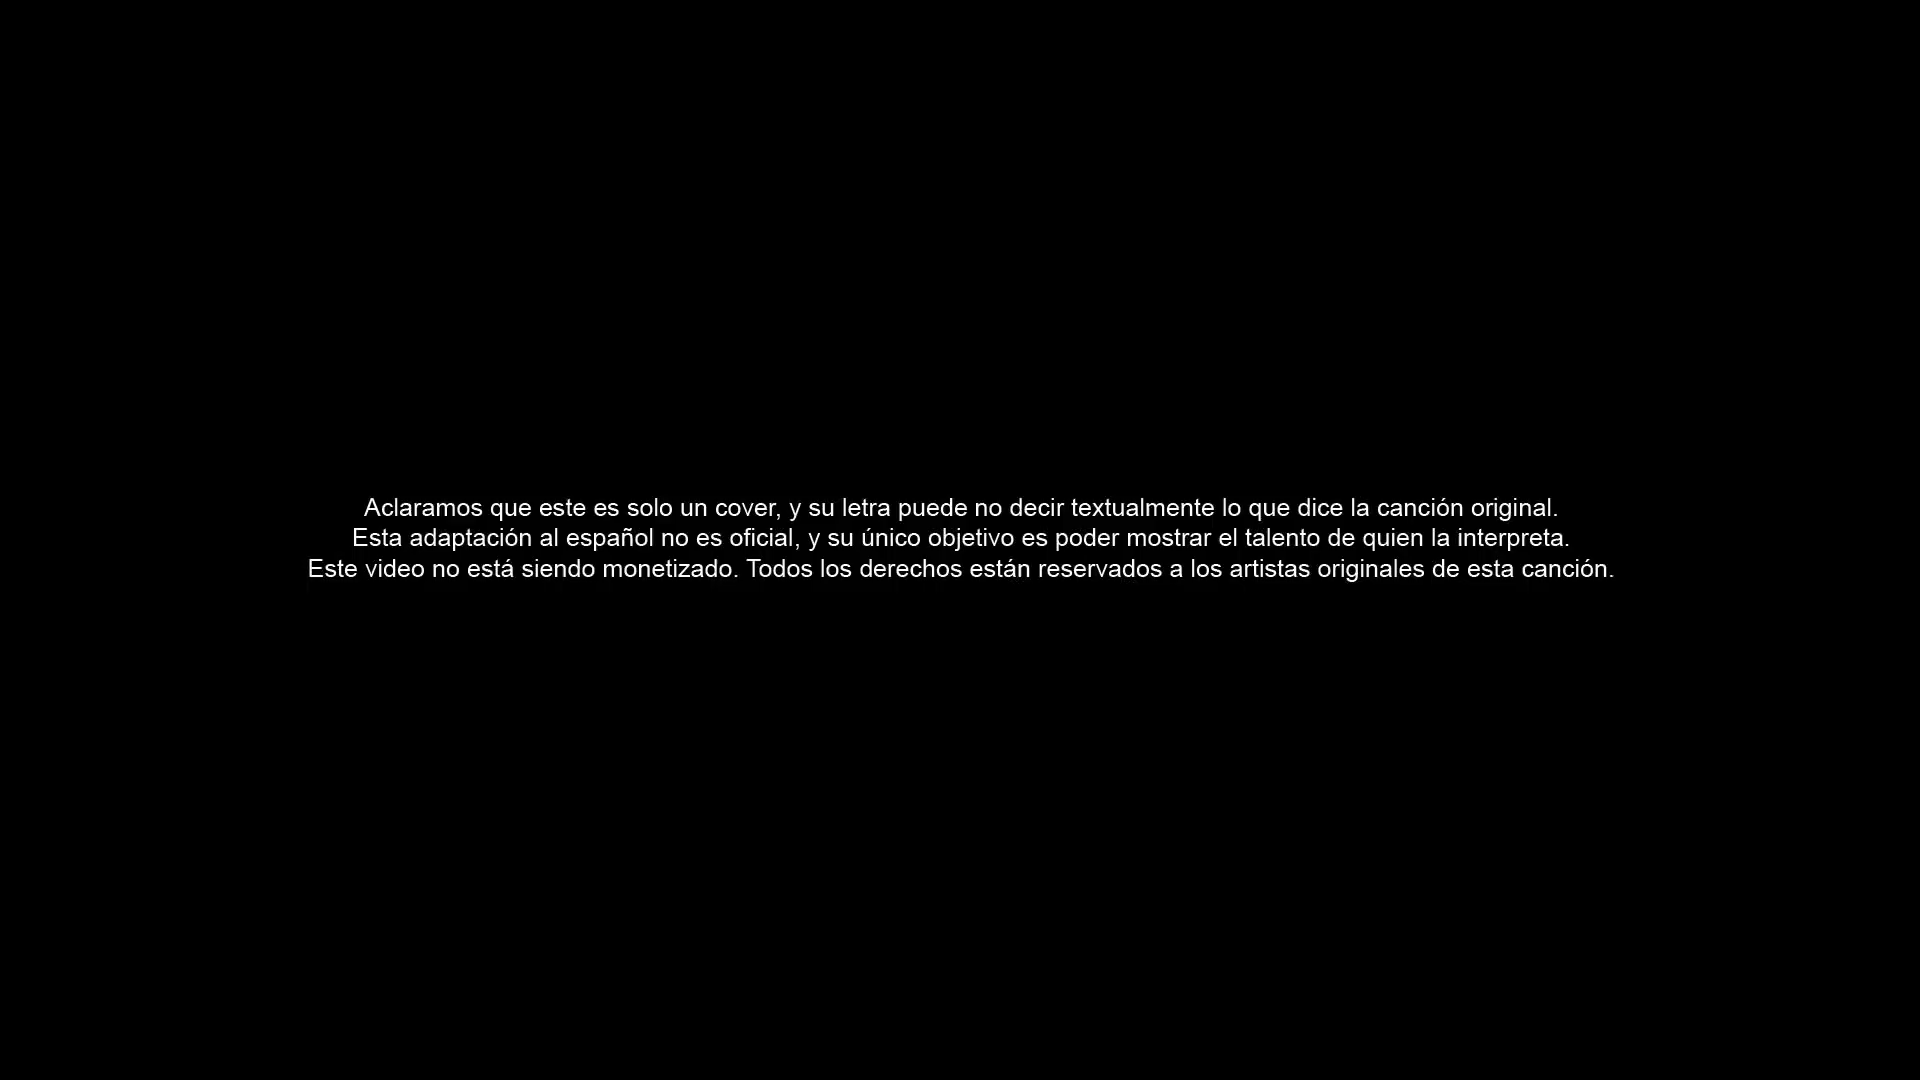 Aclaramos que este es solo un cover, y su letra puede no decir textualmente lo que dice la canción original.
Esta adaptación al español no es oficial, y su único objetivo es poder mostrar el talento de quien la interpreta.
Este video no está siendo monetizado. Todos los derechos están reservados a los artistas originales de esta canción.